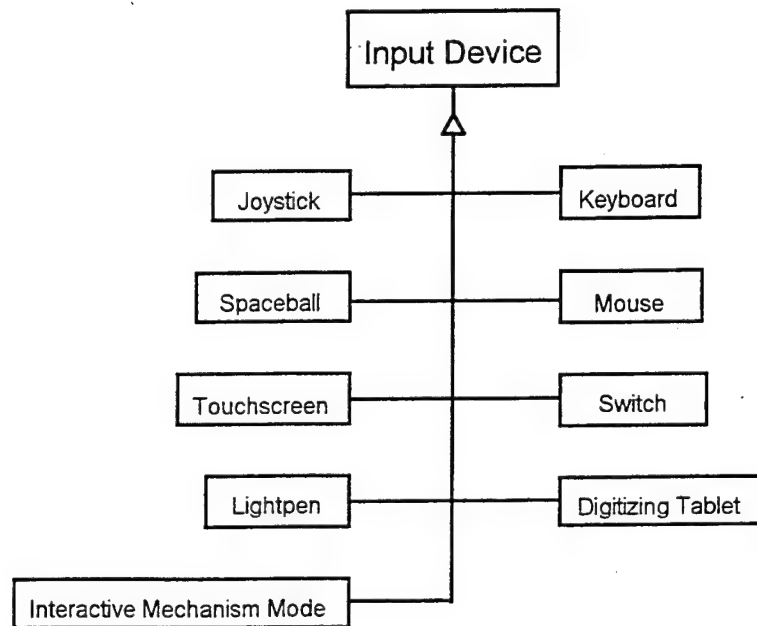 Input Device
Joystick
Keyboard
Spaceball
Mouse
Touchscreen
Switch
Lightpen
Digitizing Tablet
Interactive Mechanism Mode